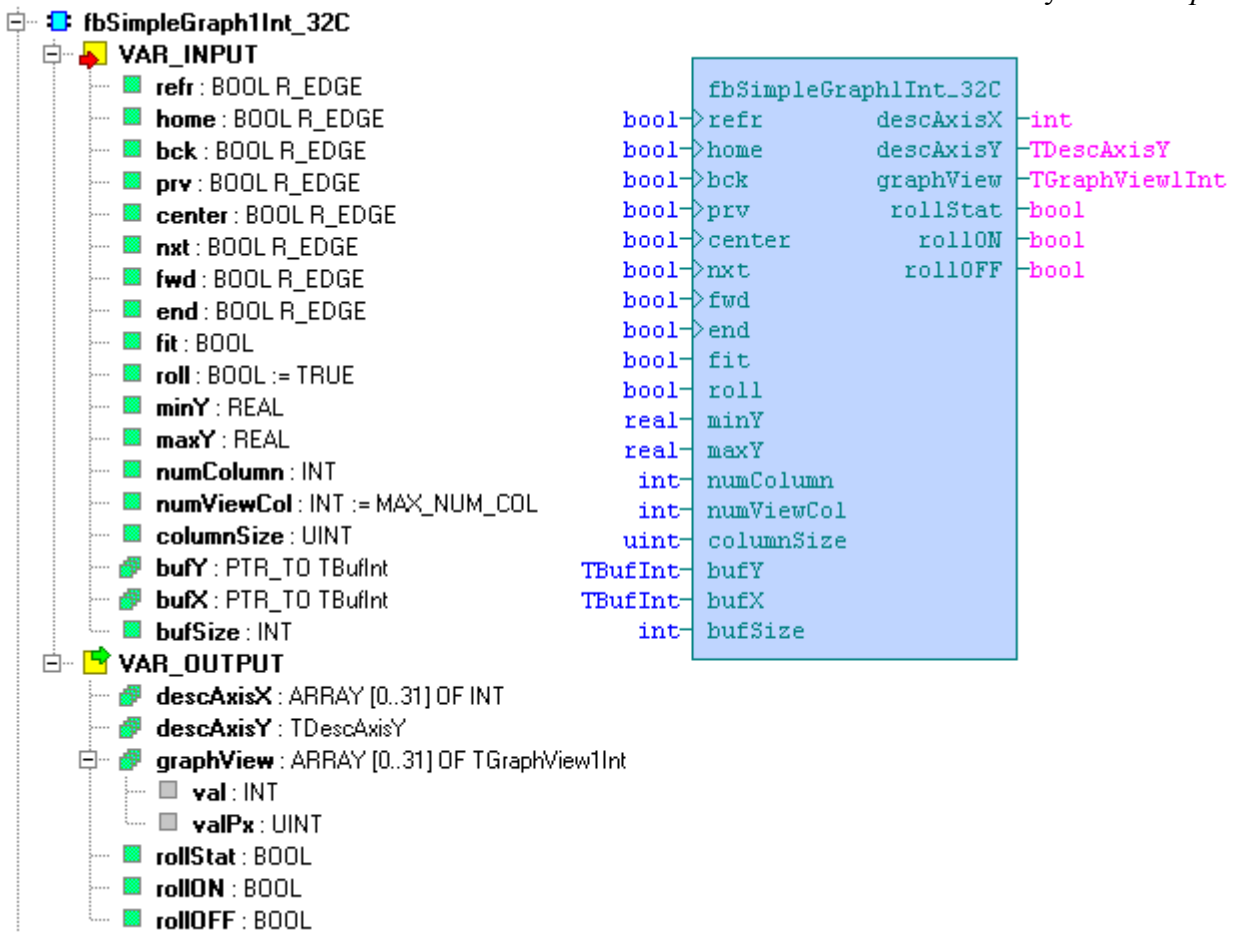 fbSimpleGraph1Int_32C
VAR_INPUT
refr : BOOL R_EDGE
home : BOOL R_EDGE
bck : BOOL R_EDGE
prv : BOOL R_EDGE
center : BOOL R_EDGE
nxt : BOOL R_EDGE
fwd : BOOL R_EDGE
end : BOOL R_EDGE
fit : BOOL
roll : BOOL := TRUE
minY : REAL
maxY : REAL
numColumn : INT
numViewCol : INT := MAX_NUM_COL
columnSize : UINT
bufY : PTR_TO TBufInt
bufX : PTR_TO TBufInt
bufSize : INT
VAR_OUTPUT
descAxisX : ARRAY [0..31] OF INT
descAxisY : TDescAxisY
graphView : ARRAY [0..31] OF TGraphView1Int
val : INT
valPx : UINT
rollStat : BOOL
rollON : BOOL
rollOFF : BOOL
fbSimpleGraph1Int_32C
bool refr descAxisX int
bool home descAxisY TDescAxisY
bool bck graphView TGraphView1Int
bool prv rollStat bool
bool center rollON bool
bool nxt rollOFF bool
bool fwd
bool end
bool fit
bool roll
real minY
real maxY
int numColumn
int numViewCol
uint columnSize
TBufInt bufY
TBufInt bufX
int bufSize